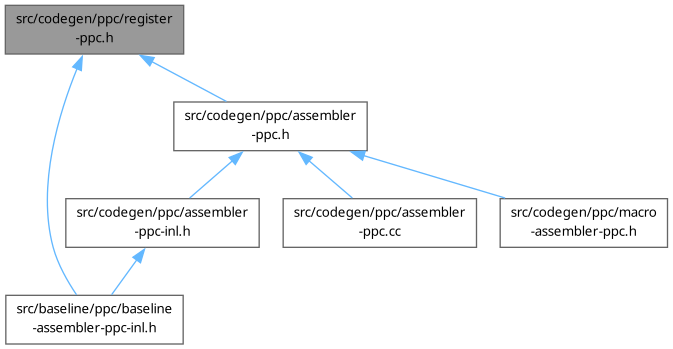 src/codegen/ppc/register
-ppc.h
src/codegen/ppc/assembler
-ppc.h
src/codegen/ppc/assembler
-ppc-inl.h
src/codegen/ppc/assembler
-ppc.cc
src/codegen/ppc/macro
-assembler-ppc.h
src/baseline/ppc/baseline
-assembler-ppc-inl.h